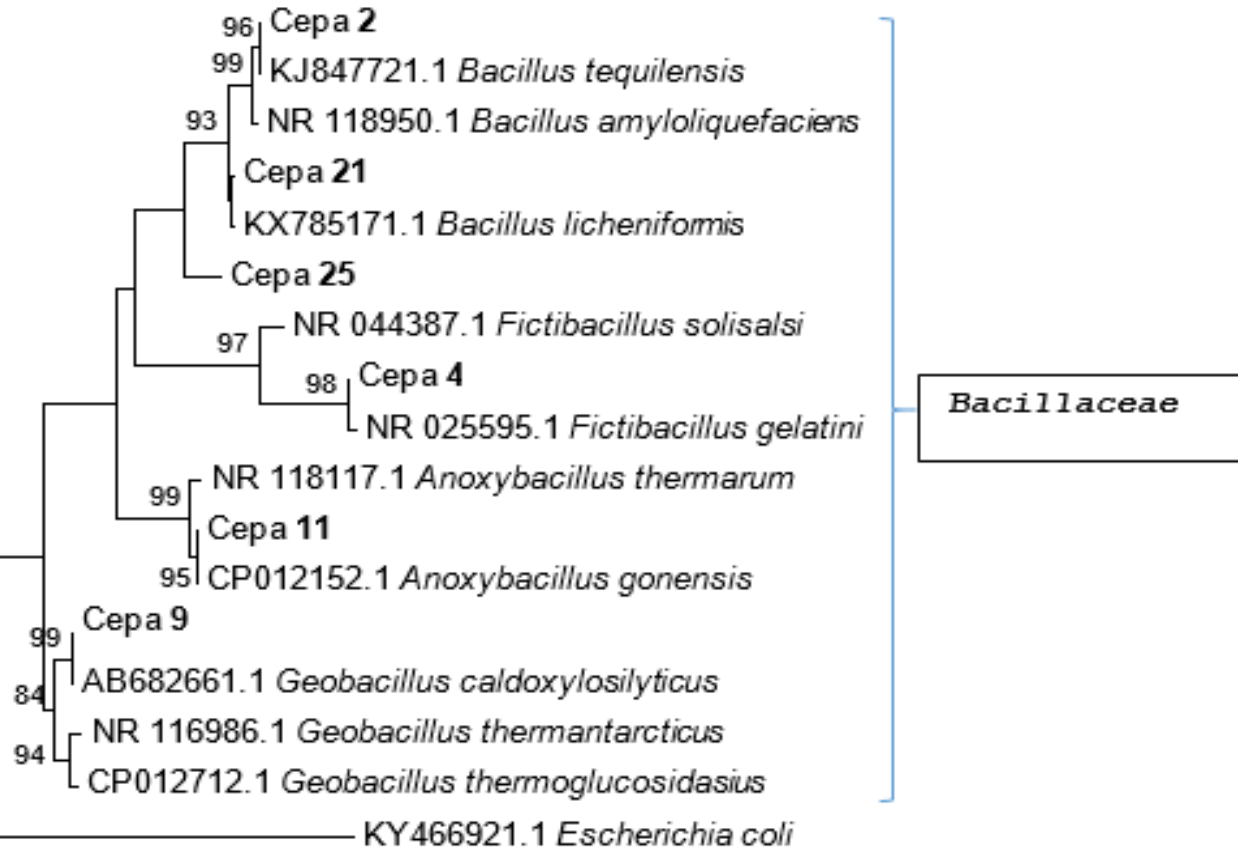 96
Cepa 2
99
KJ847721.1 Bacillus tequilensis
93
NR 118950.1 Bacillus amyloliquefaciens
Cepa 21
KX785171.1 Bacillus licheniformis
Cepa 25
NR 044387.1 Fictibacillus solisalsi
97
98
Cepa 4
NR 025595.1 Fictibacillus gelatini
Bacillaceae
NR 118117.1 Anoxybacillus thermarum
99
Cepa 11
95
CP012152.1 Anoxybacillus gonensis
Cepa 9
99
AB682661.1 Geobacillus caldoxylosilyticus
84
NR 116986.1 Geobacillus thermantarcticus
94
CP012712.1 Geobacillus thermoglucosidasius
KY466921.1 Escherichia coli